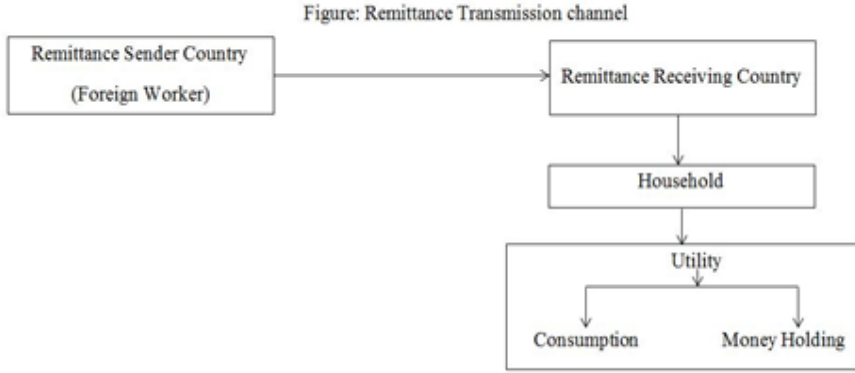 Figure: Remittance Transmission channel
Remittance Sender Country
(Foreign Worker)
Remittance Receiving Country
Household
Utility
Consumption
Money Holding